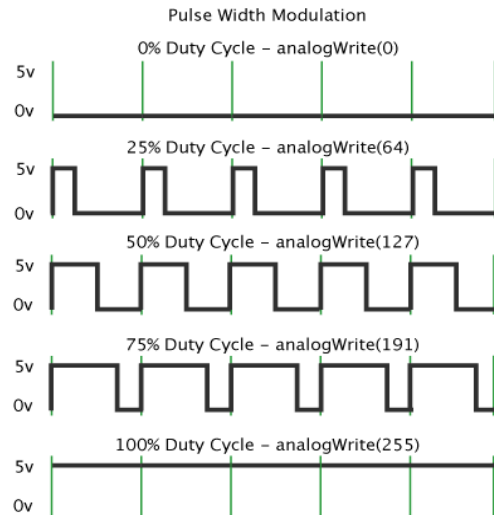 Pulse Width Modulation
0% Duty Cycle – analogWrite(0)
5v
0v
25% Duty Cycle – analogWrite(64)
5v
0v
50% Duty Cycle – analogWrite(127)
5v
0v
75% Duty Cycle – analogWrite(191)
5v
0v
100% Duty Cycle – analogWrite(255)
5v
0v